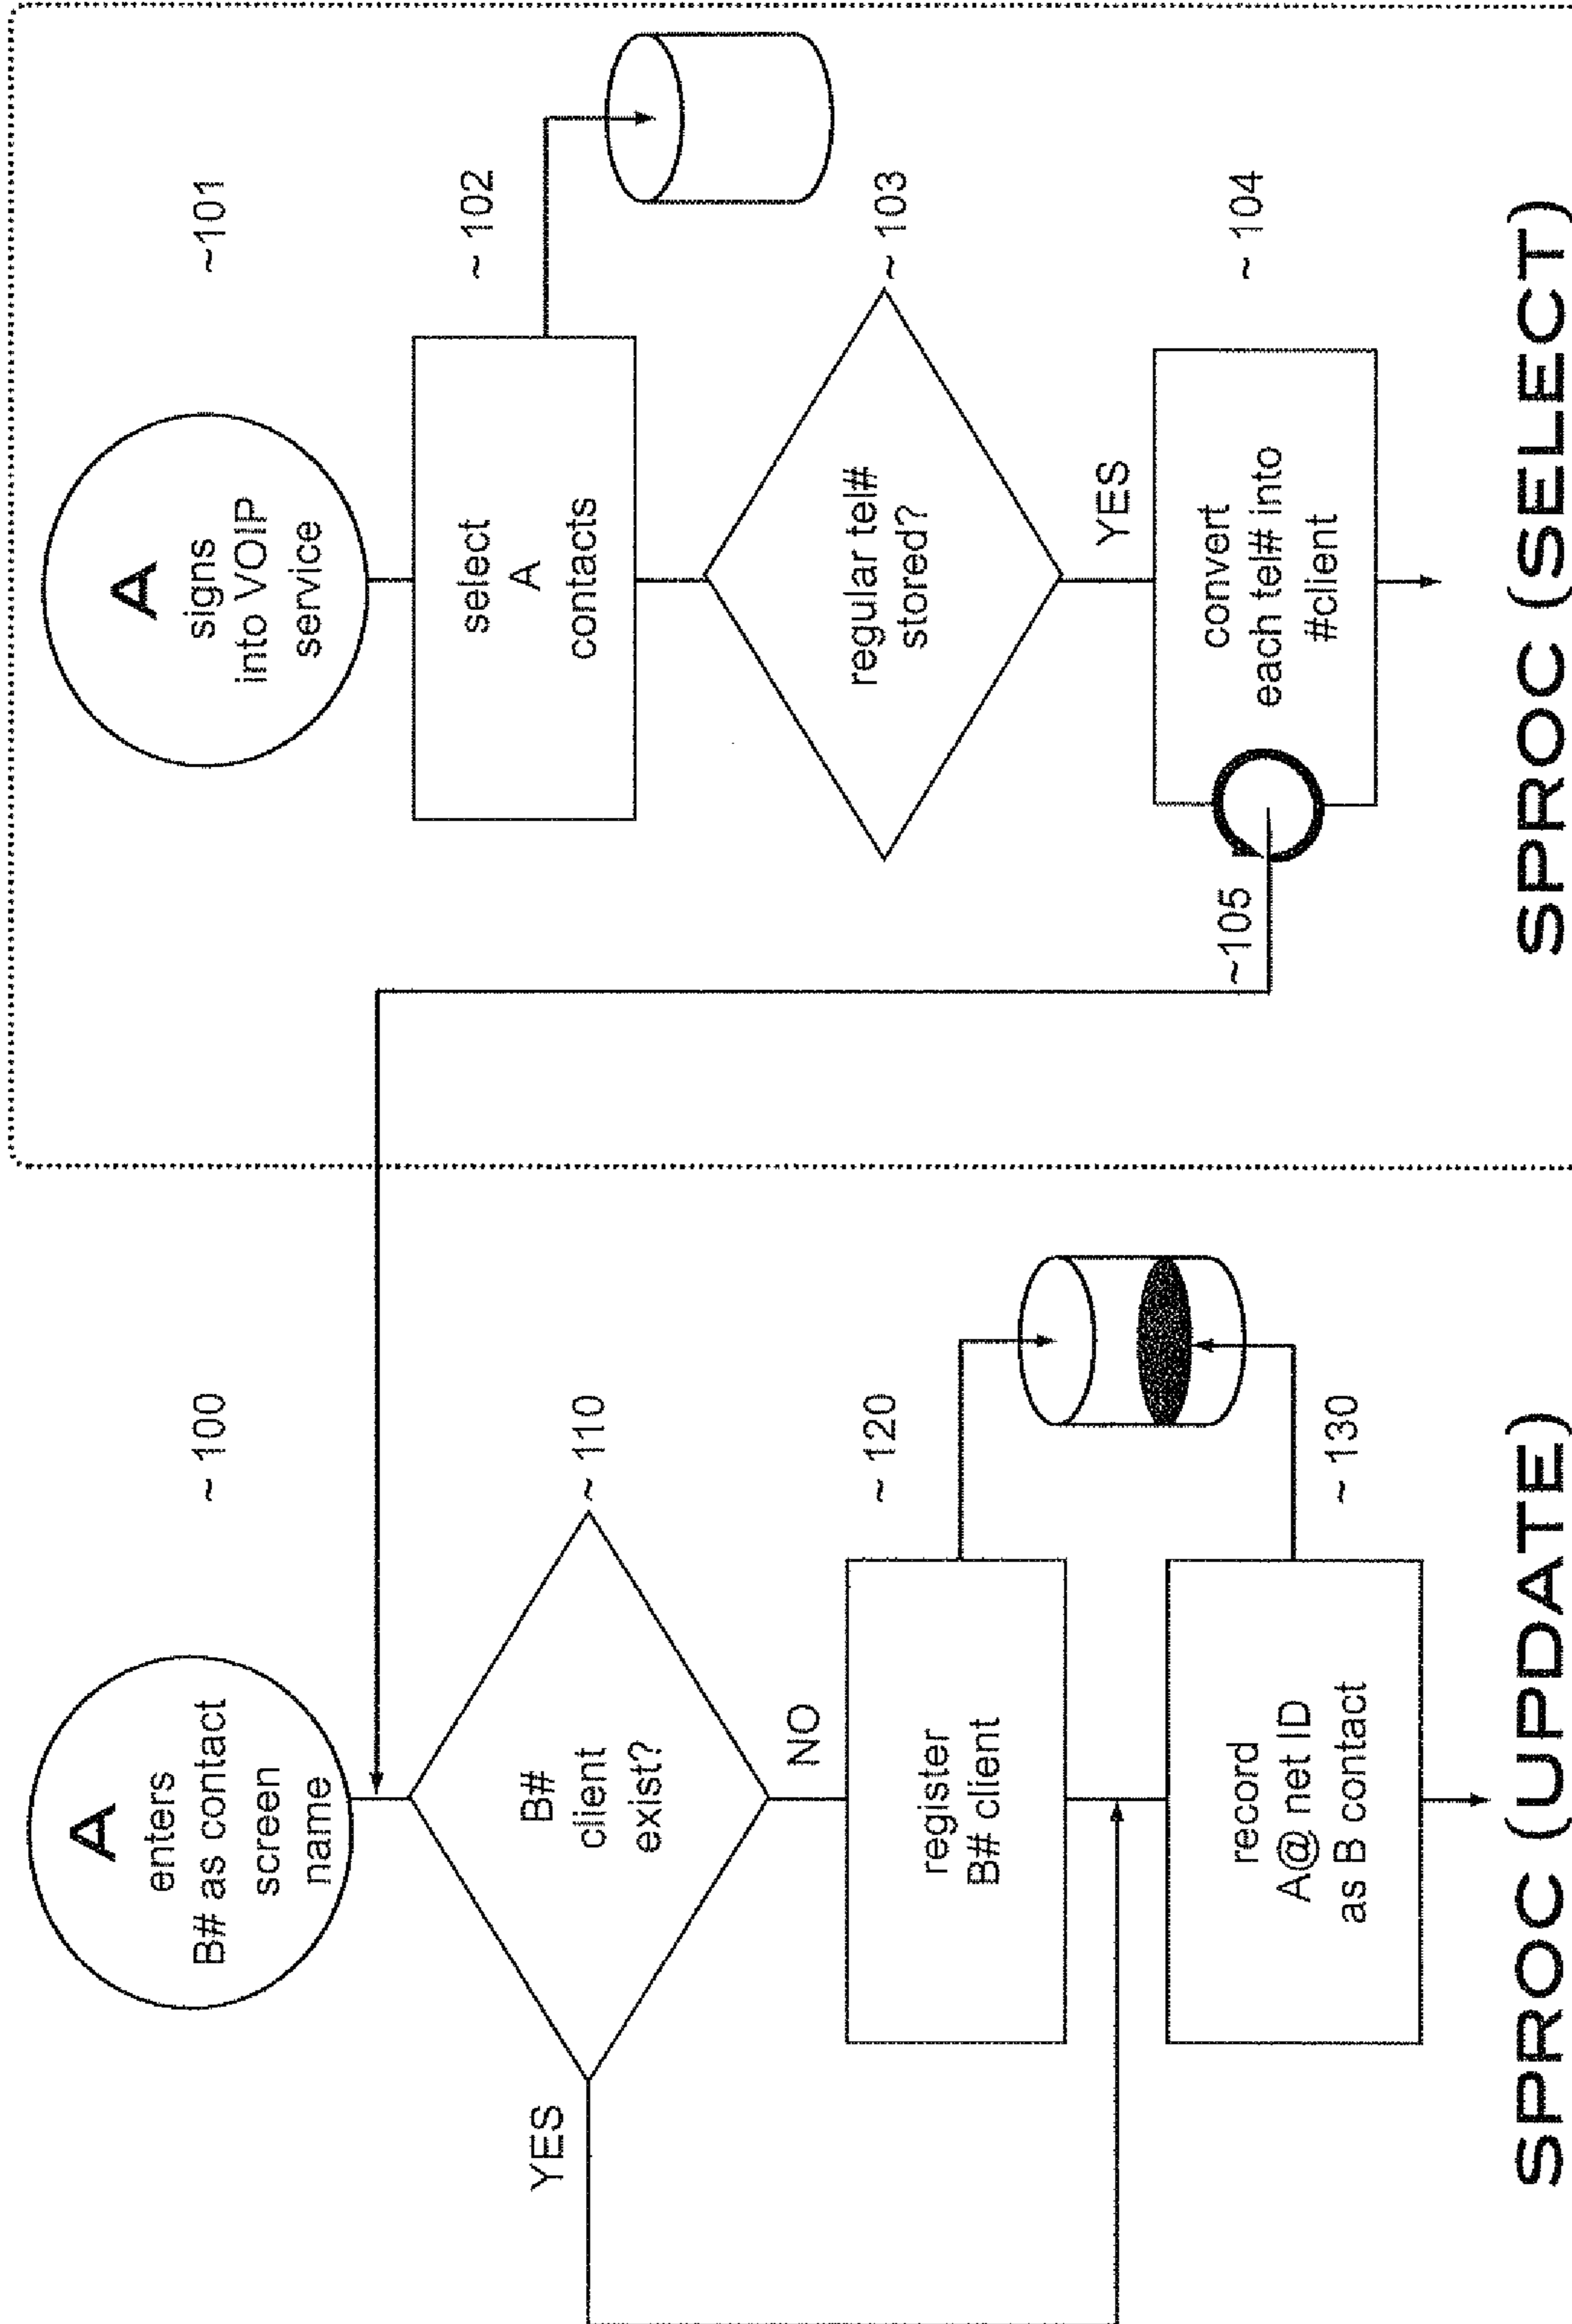 A
enters
B# as contact
screen
name
~ 100
B#
client
exist?
~ 110
YES
NO
register
B# client
~ 120
record
A@ net ID
as B contact
~ 130
SPROC (UPDATE)
A
signs
into VOIP
service
~101
select
A
contacts
~ 102
regular tel#
stored?
~ 103
YES
convert
each tel# into
#client
~ 104
~105
SPROC (SELECT)